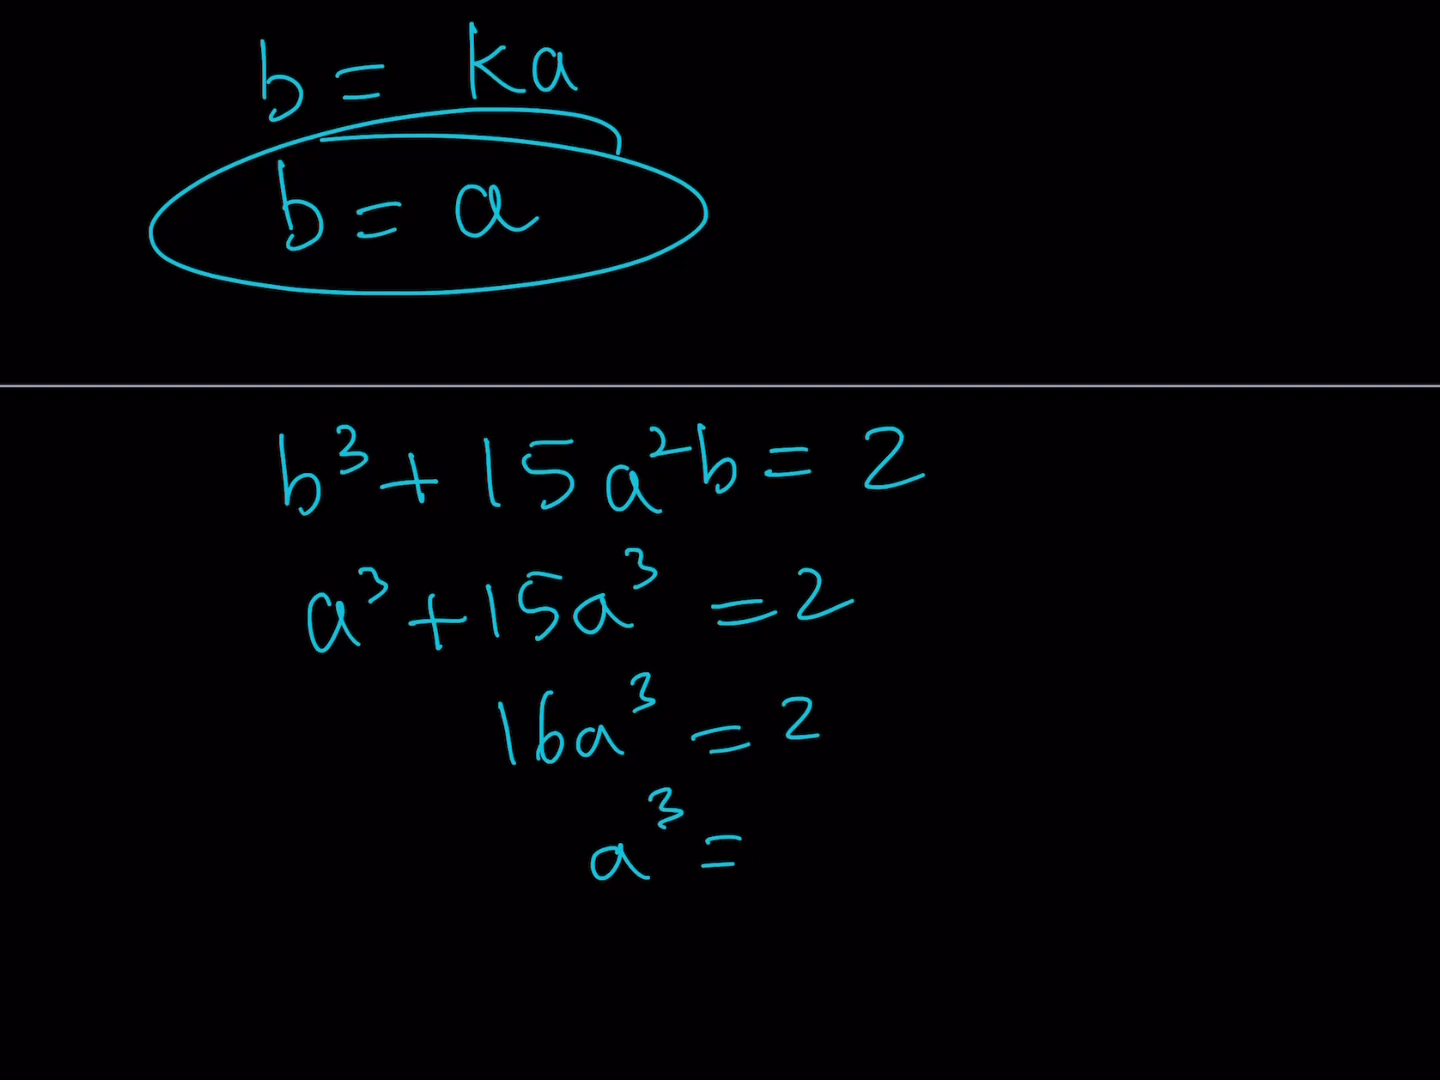 b = ka
b = a
b³ + 15a²b = 2
a³ + 15a³ = 2
16a³ = 2
a³ =